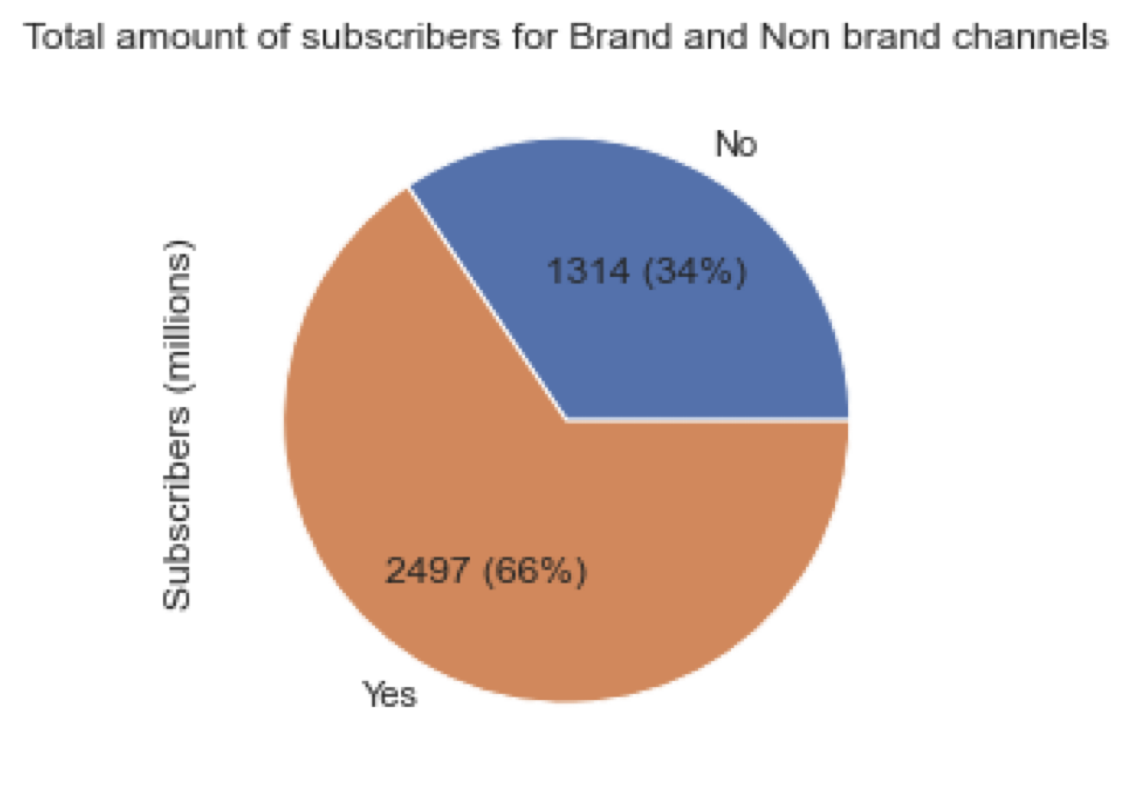 Total amount of subscribers for Brand and Non brand channels
No
1314 (34%)
Subscribers (millions)
2497 (66%)
Yes